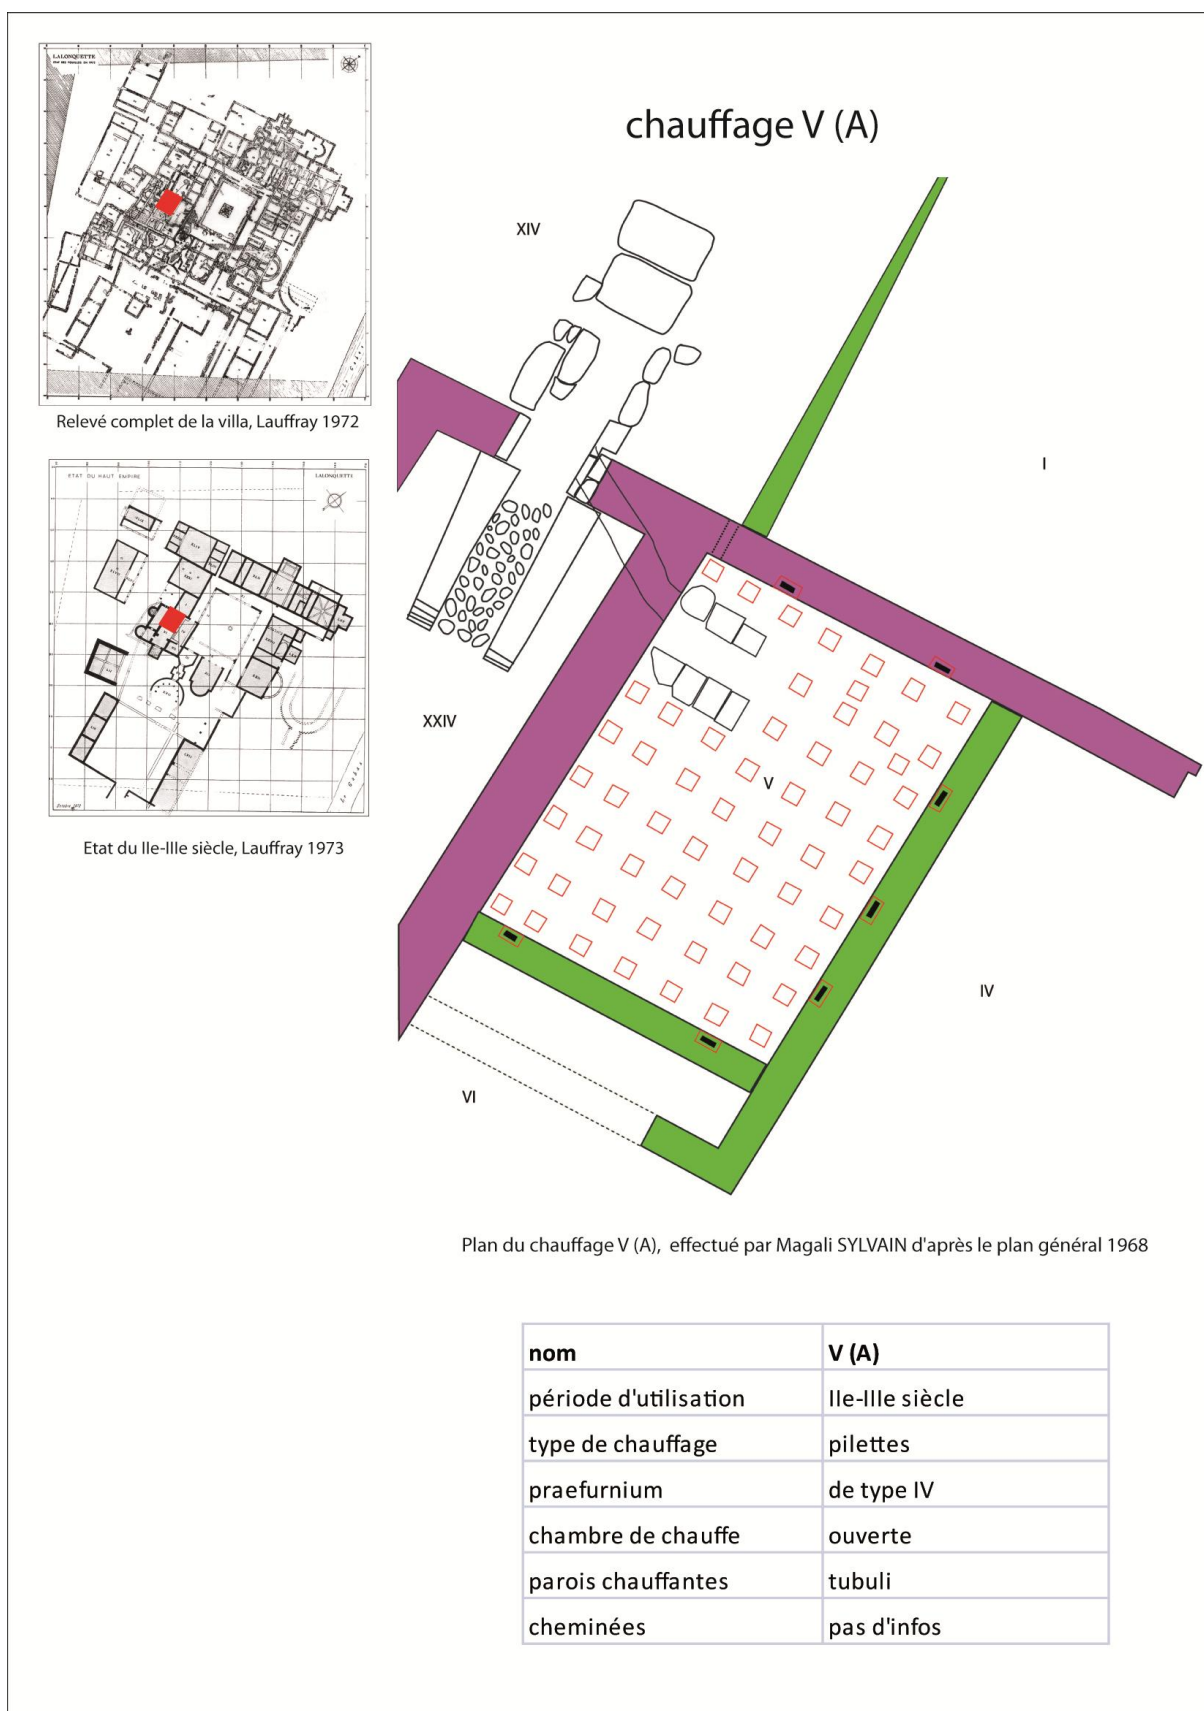 LALONQUETTE
chauffage V (A)
Relevé complet de la villa, Lauffray 1972
ETAT DU HAUT EMPIRE
LALONQUETTE
Etat du IIe-IIIe siècle, Lauffray 1973
XIV
I
XXIV
V
IV
VI
Plan du chauffage V (A), effectué par Magali SYLVAIN d'après le plan général 1968
nom V (A)
période d'utilisation IIe-IIIe siècle
type de chauffage pilettes
praefurnium de type IV
chambre de chauffe ouverte
parois chauffantes tubuli
cheminées pas d'infos